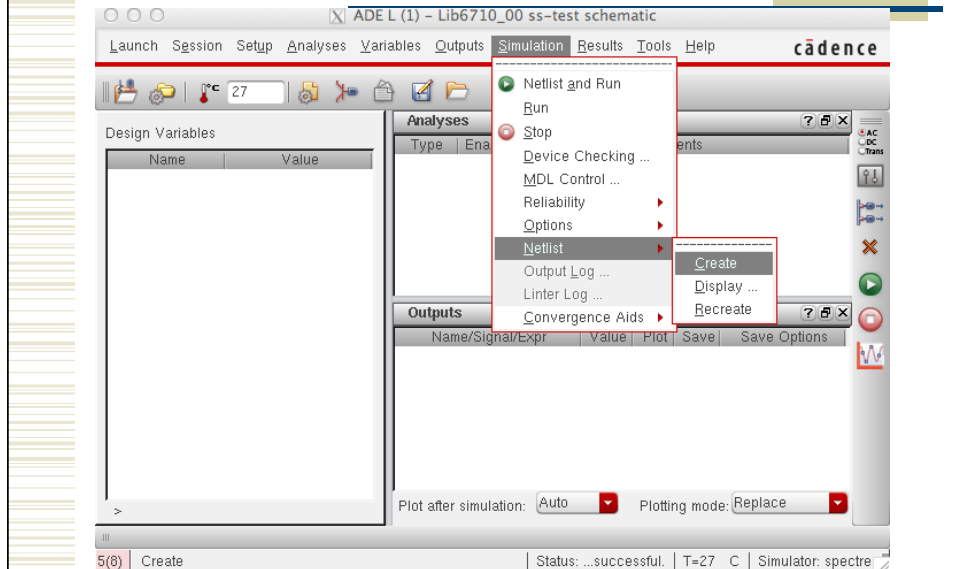 ADE L (1) – Lib6710_00 ss-test schematic
Launch Session Setup Analyses Variables Outputs Simulation Results Tools Help cādence
°C 27
Design Variables
Name Value
>
Analyses
Type Ena ents
Netlist and Run
Run
Stop
Device Checking ...
MDL Control ...
Reliability
Options
Netlist
Output Log ...
Linter Log ...
Convergence Aids
Create
Display ...
Recreate
AC
DC
Trans
Outputs
Name/Signal/Expr Value Plot Save Save Options
Plot after simulation: Auto Plotting mode: Replace
5(8) Create Status: ...successful. T=27 C Simulator: spectre